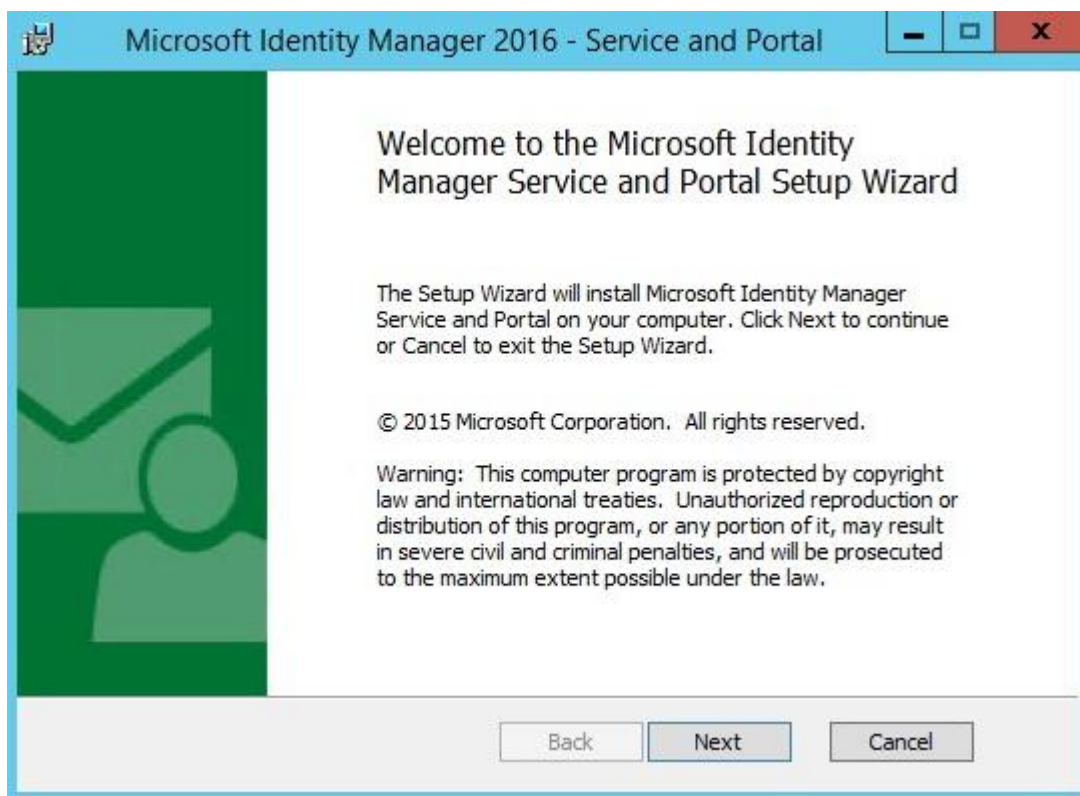 Microsoft Identity Manager 2016 - Service and Portal
Welcome to the Microsoft Identity
Manager Service and Portal Setup Wizard
The Setup Wizard will install Microsoft Identity Manager
Service and Portal on your computer. Click Next to continue
or Cancel to exit the Setup Wizard.
© 2015 Microsoft Corporation. All rights reserved.
Warning: This computer program is protected by copyright
law and international treaties. Unauthorized reproduction or
distribution of this program, or any portion of it, may result
in severe civil and criminal penalties, and will be prosecuted
to the maximum extent possible under the law.
Back Next Cancel